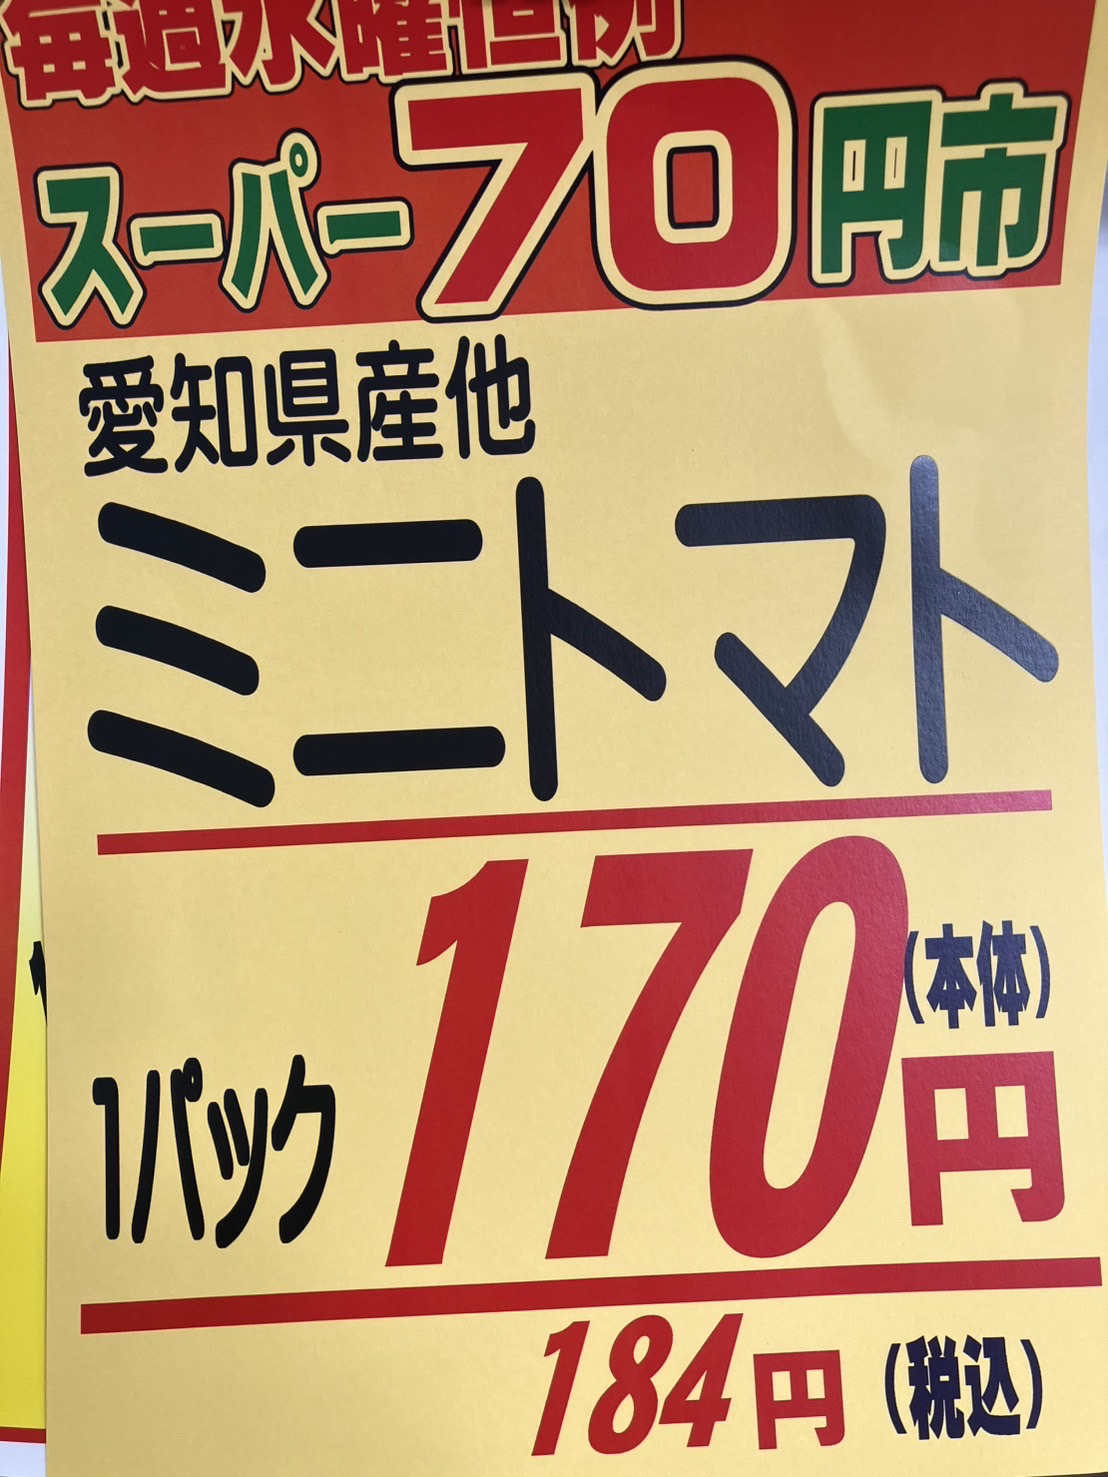 毎週水曜恒例
スーパー70円市
愛知県産他
ミニトマト
1パック 170円 (本体)
184円 (税込)